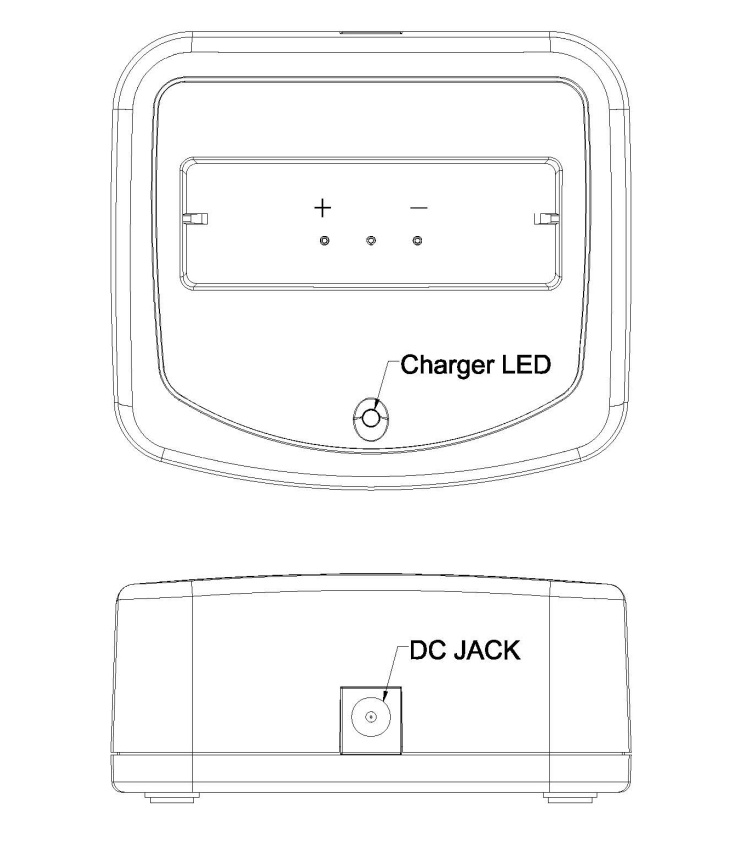 + —
Charger LED
DC JACK